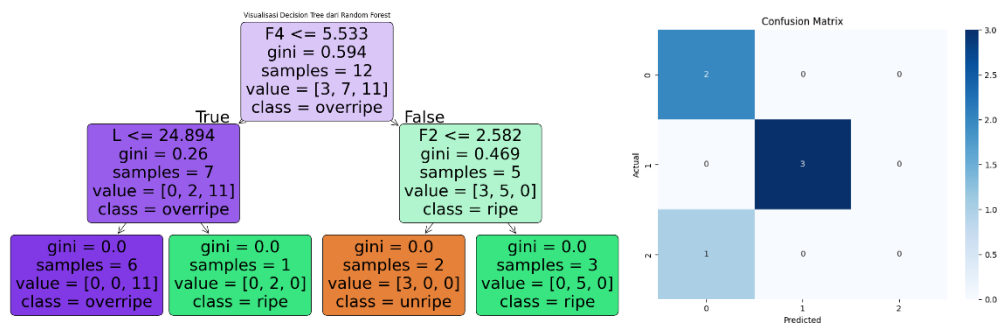 Visualisasi Decision Tree dari Random Forest
F4 <= 5.533
gini = 0.594
samples = 12
value = [3, 7, 11]
class = overripe
True
False
L <= 24.894
gini = 0.26
samples = 7
value = [0, 2, 11]
class = overripe
F2 <= 2.582
gini = 0.469
samples = 5
value = [3, 5, 0]
class = ripe
gini = 0.0
samples = 6
value = [0, 0, 11]
class = overripe
gini = 0.0
samples = 1
value = [0, 2, 0]
class = ripe
gini = 0.0
samples = 2
value = [3, 0, 0]
class = unripe
gini = 0.0
samples = 3
value = [0, 5, 0]
class = ripe
Confusion Matrix
Actual
0
1
2
2 0 0
0 3 0
1 0 0
0 1 2
Predicted
3.0
2.5
2.0
1.5
1.0
0.5
0.0